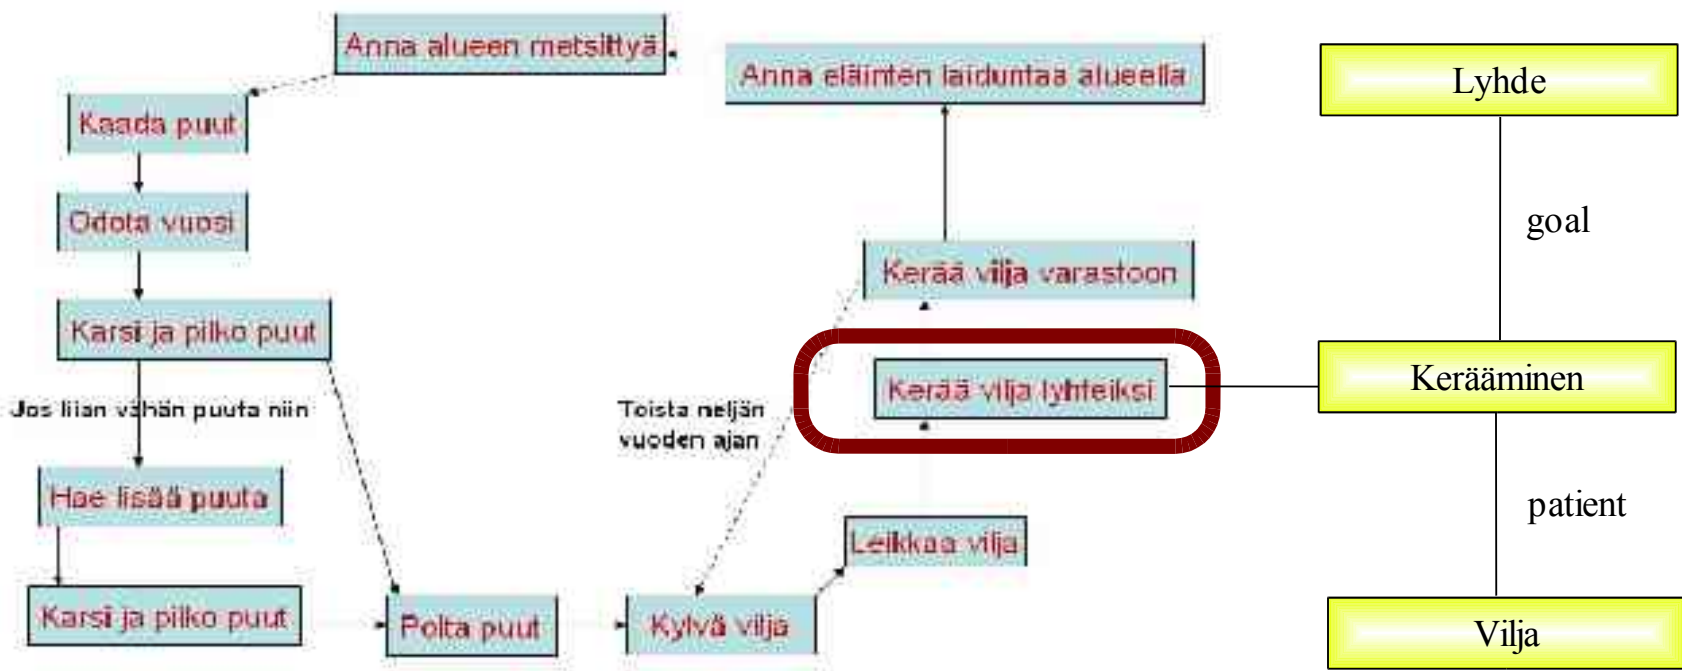 Anna alueen metsittyä
Anna eläinten laiduntaa alueella
Lyhde
Kaada puut
Odota vuosi
goal
Kerää vilja varastoon
Karsi ja pilko puut
Kerää vilja lyhteiksi
Kerääminen
Jos liian vähän puuta niin
Toista neljän
vuoden ajan
Hae lisää puuta
patient
Leikkaa vilja
Karsi ja pilko puut
Polta puut
Kylvä vilja
Vilja